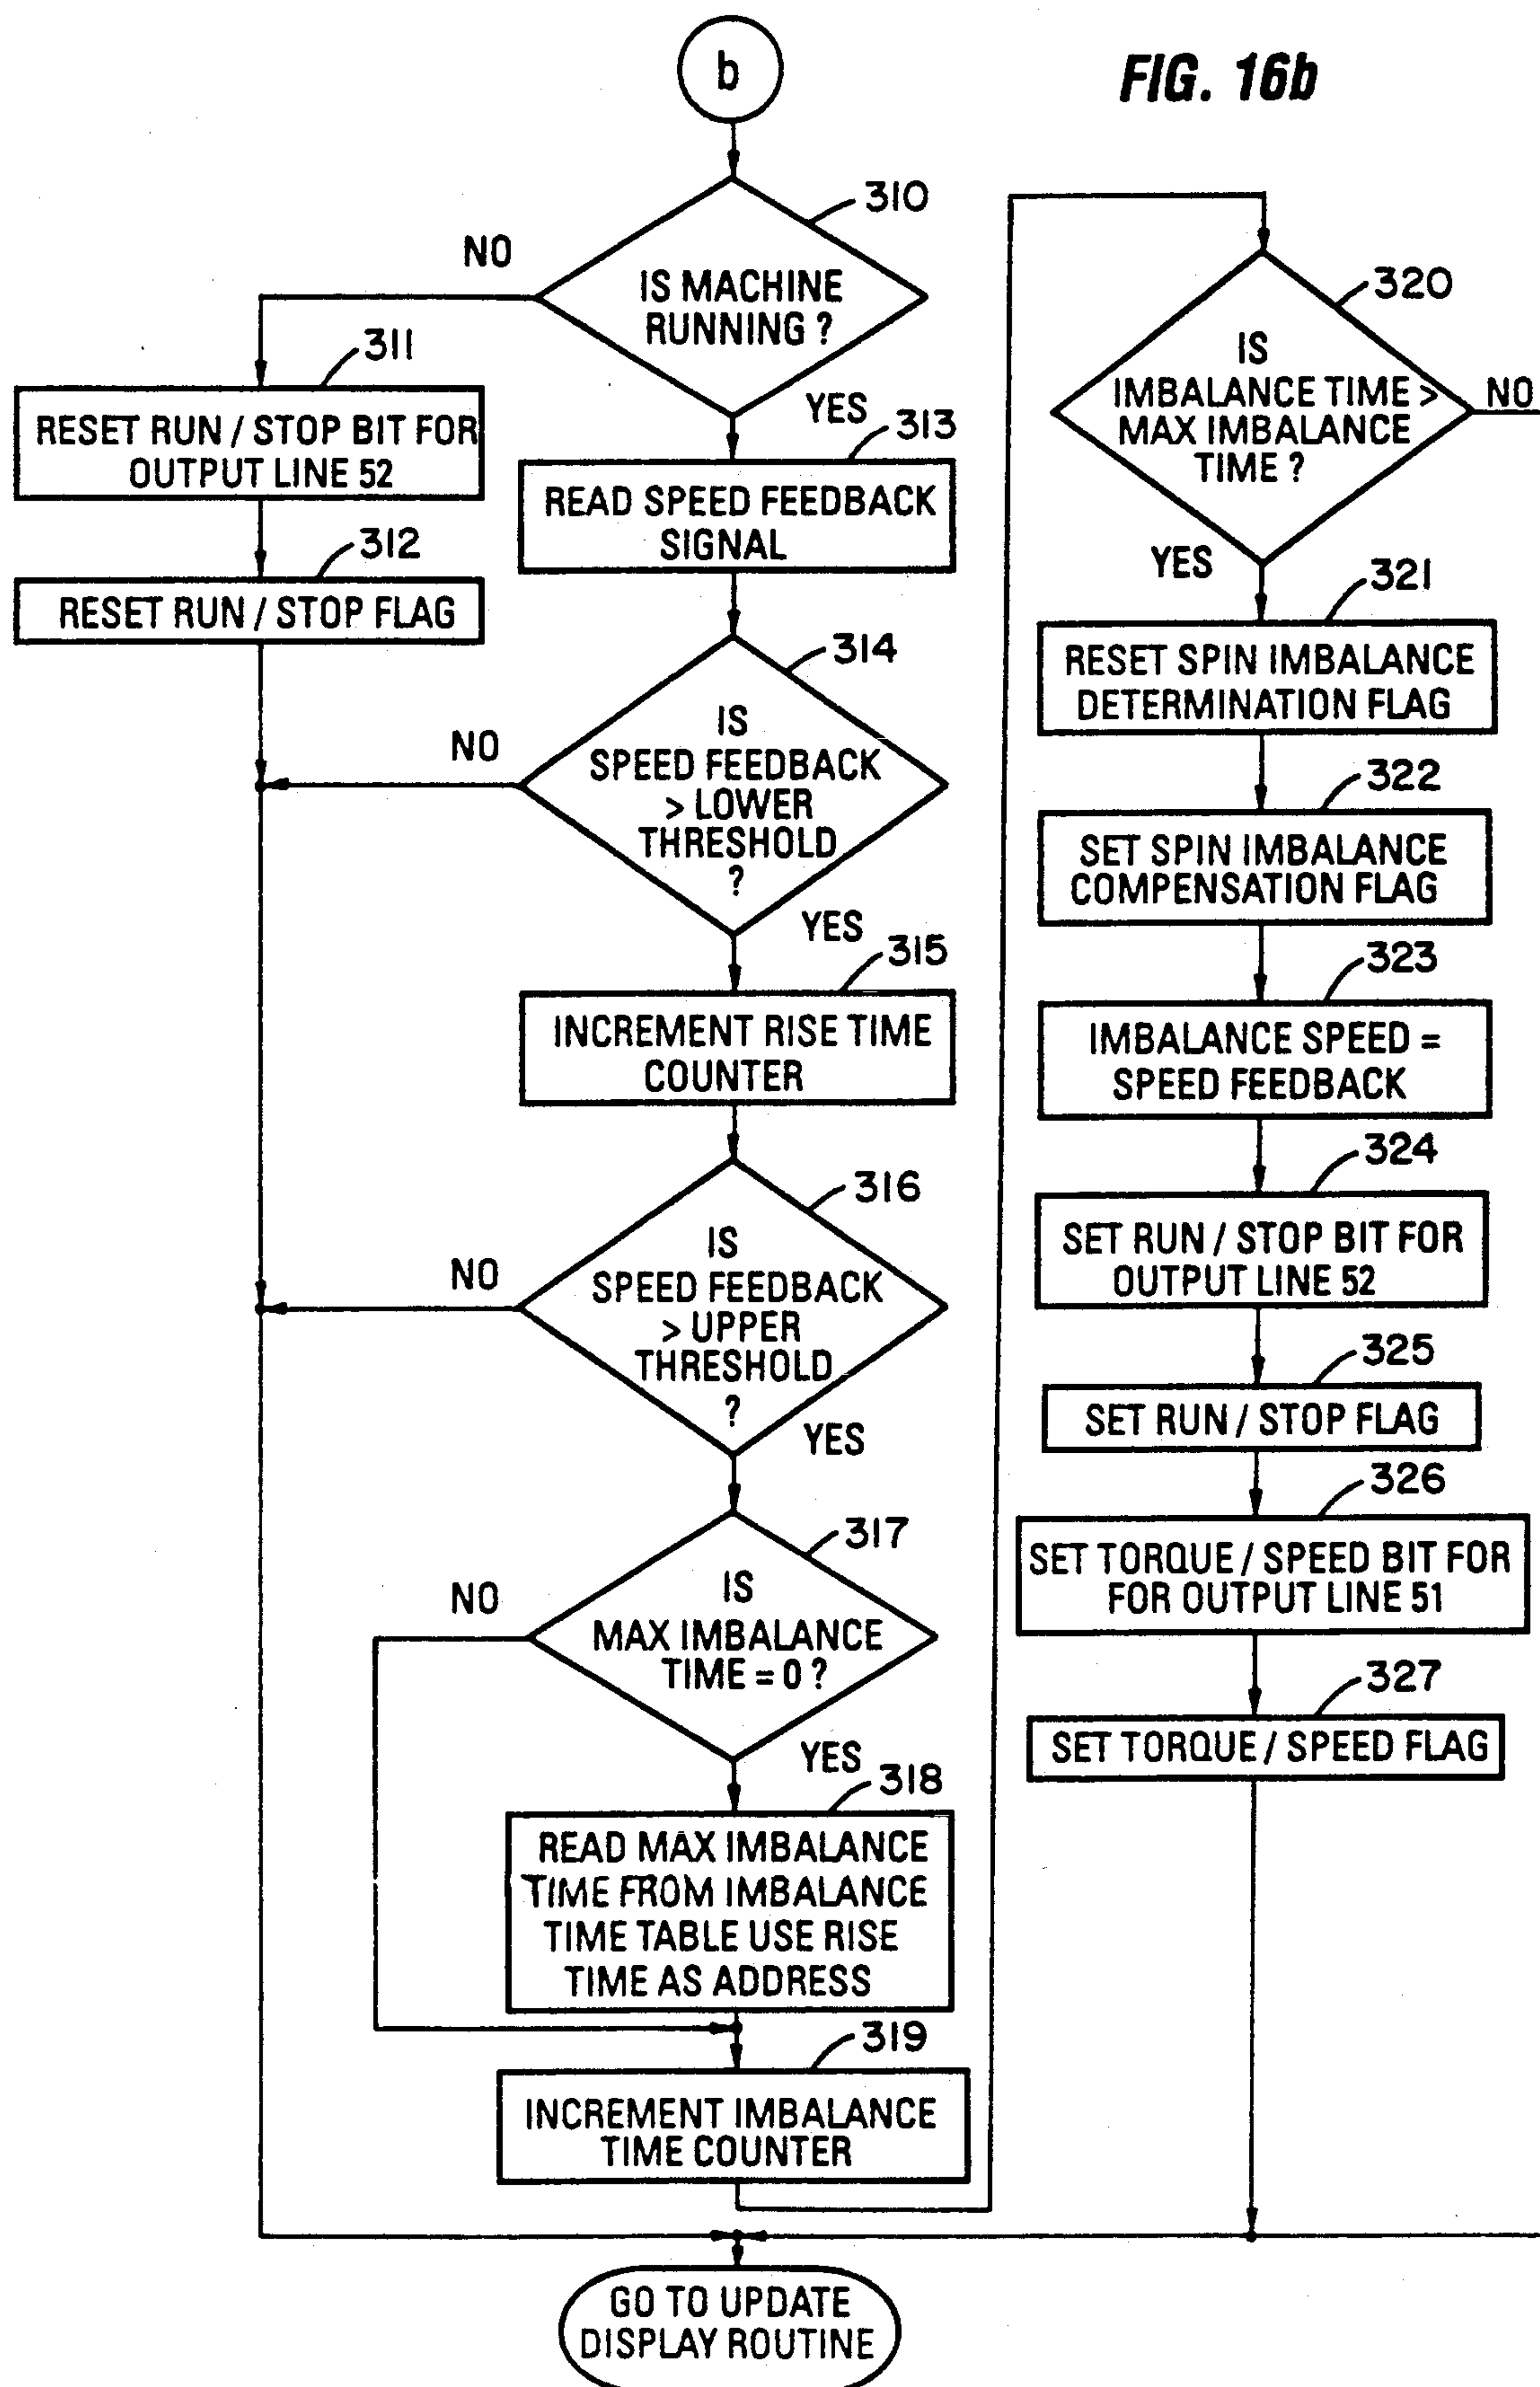 b
FIG. 16b
310
NO
IS MACHINE
RUNNING ?
YES
311
RESET RUN / STOP BIT FOR
OUTPUT LINE 52
312
RESET RUN / STOP FLAG
313
READ SPEED FEEDBACK
SIGNAL
314
NO
IS
SPEED FEEDBACK
> LOWER
THRESHOLD
?
YES
315
INCREMENT RISE TIME
COUNTER
316
NO
IS
SPEED FEEDBACK
> UPPER
THRESHOLD
?
YES
317
NO
IS
MAX IMBALANCE
TIME = 0 ?
YES
318
READ MAX IMBALANCE
TIME FROM IMBALANCE
TIME TABLE USE RISE
TIME AS ADDRESS
319
INCREMENT IMBALANCE
TIME COUNTER
320
IS
IMBALANCE TIME >
MAX IMBALANCE
TIME ?
NO
YES
321
RESET SPIN IMBALANCE
DETERMINATION FLAG
322
SET SPIN IMBALANCE
COMPENSATION FLAG
323
IMBALANCE SPEED =
SPEED FEEDBACK
324
SET RUN / STOP BIT FOR
OUTPUT LINE 52
325
SET RUN / STOP FLAG
326
SET TORQUE / SPEED BIT FOR
FOR OUTPUT LINE 51
327
SET TORQUE / SPEED FLAG
GO TO UPDATE
DISPLAY ROUTINE